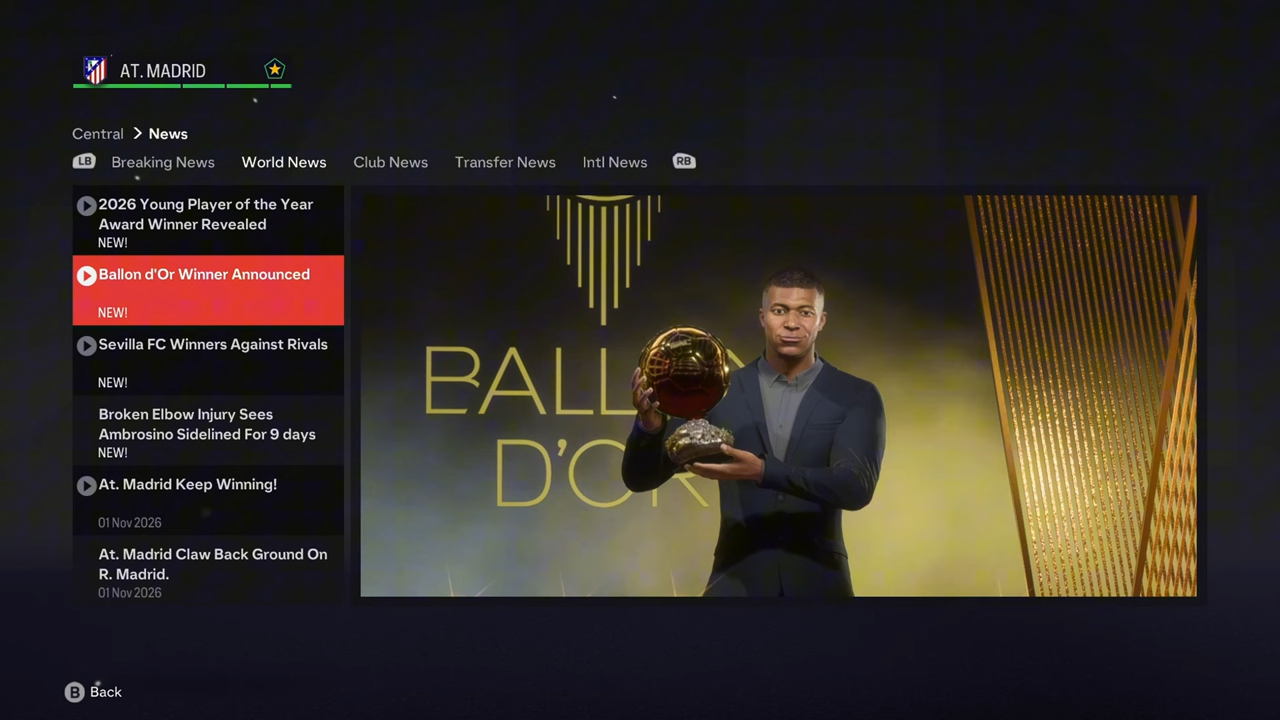 AT. MADRID
Central > News
LB Breaking News World News Club News Transfer News Intl News RB
2026 Young Player of the Year
Award Winner Revealed
NEW!
Ballon d'Or Winner Announced
NEW!
Sevilla FC Winners Against Rivals
NEW!
Broken Elbow Injury Sees
Ambrosino Sidelined For 9 days
NEW!
At. Madrid Keep Winning!
01 Nov 2026
At. Madrid Claw Back Ground On
R. Madrid.
01 Nov 2026
BALL
D'OR
B Back